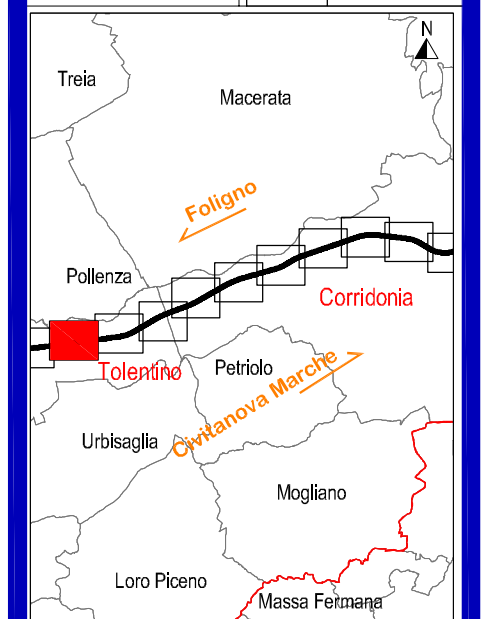 N
Treia
Macerata
Foligno
Pollenza
Corridonia
Tolentino
Petriolo
Civitanova Marche
Urbisaglia
Mogliano
Loro Piceno
Massa Fermana